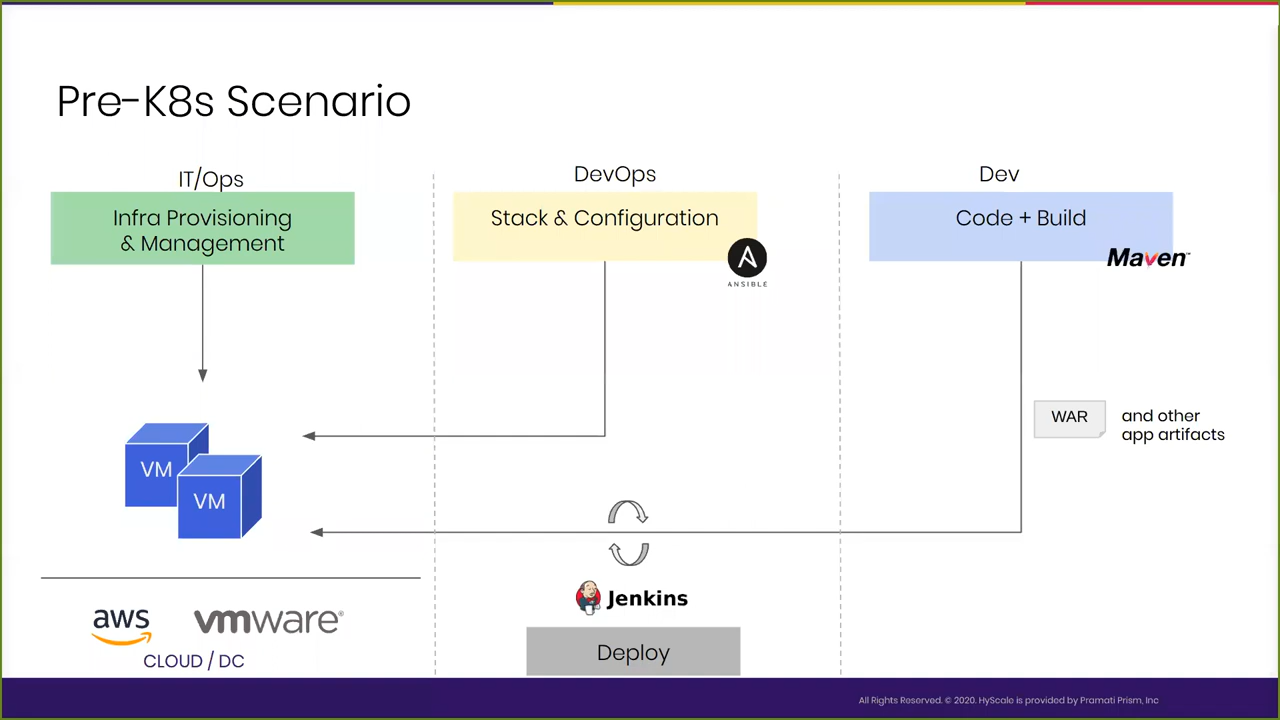 Pre-K8s Scenario
IT/Ops
Infra Provisioning
& Management
DevOps
Stack & Configuration
ANSIBLE
Dev
Code + Build
Maven™
WAR
and other
app artifacts
VM
VM
Jenkins
Deploy
aws
vmware®
CLOUD / DC
All Rights Reserved. © 2020. HyScale is provided by Pramati Prism, Inc